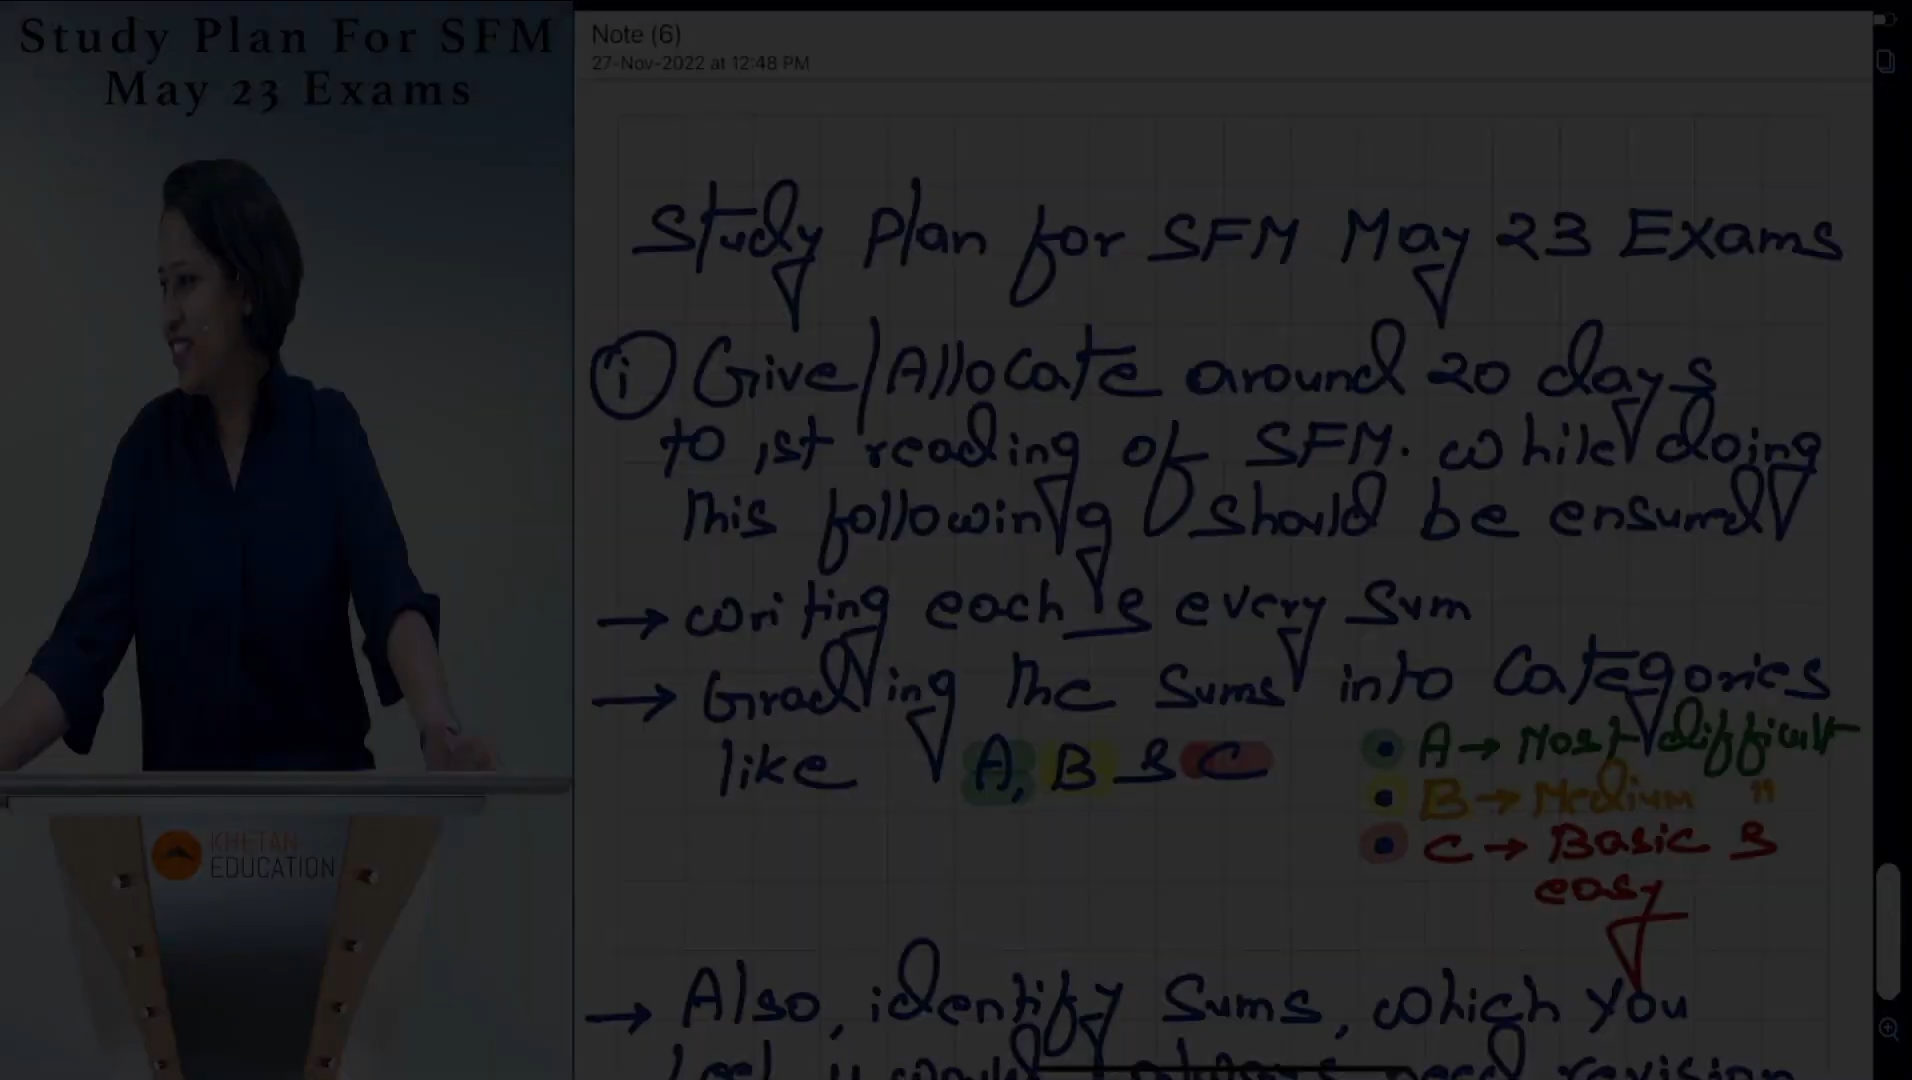 Study Plan For SFM
May 23 Exams
Note (6)
27-Nov-2022 at 12:48 PM
Study Plan for SFM May 23 Exams
i Give/Allocate around 20 days
to 1st reading of SFM. while doing
this following should be ensured
→ writing each & every sum
→ Grading the sums into categories
like A, B & C
A → Most difficult
B → Medium "
C → Basic &
easy
→ Also, identify sums, which you
need revision
KHETAN
EDUCATION